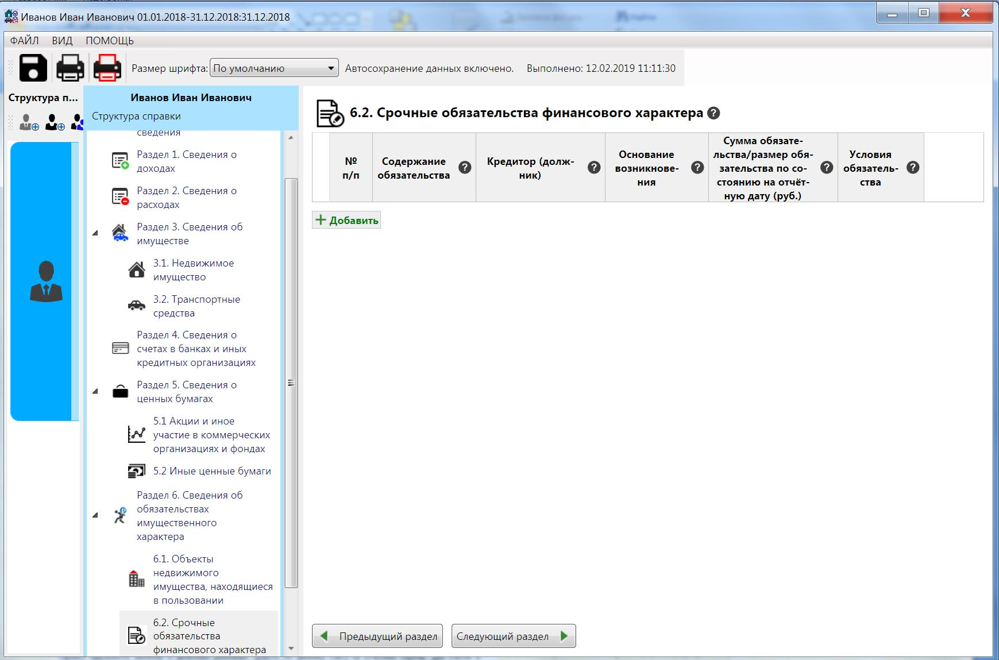 Иванов Иван Иванович 01.01.2018-31.12.2018:31.12.2018
ФАЙЛ ВИД ПОМОЩЬ
Размер шрифта: По умолчанию Автосохранение данных включено. Выполнено: 12.02.2019 11:11:30
Структура п...
Иванов Иван Иванович
Структура справки
сведения
Раздел 1. Сведения о
доходах
Раздел 2. Сведения о
расходах
Раздел 3. Сведения об
имуществе
3.1. Недвижимое
имущество
3.2. Транспортные
средства
Раздел 4. Сведения о
счетах в банках и иных
кредитных организациях
Раздел 5. Сведения о
ценных бумагах
5.1 Акции и иное
участие в коммерческих
организациях и фондах
5.2 Иные ценные бумаги
Раздел 6. Сведения об
обязательствах
имущественного
характера
6.1. Объекты
недвижимого
имущества, находящиеся
в пользовании
6.2. Срочные
обязательства
финансового характера
6.2. Срочные обязательства финансового характера ?
№
п/п
Содержание
обязательства
?
Кредитор (долж-
ник)
?
Основание
возникнове-
ния
?
Сумма обязате-
льства/размер обя-
зательства по со-
стоянию на отчёт-
ную дату (руб.)
?
Условия
обязатель-
ства
?
+ Добавить
Предыдущий раздел
Следующий раздел